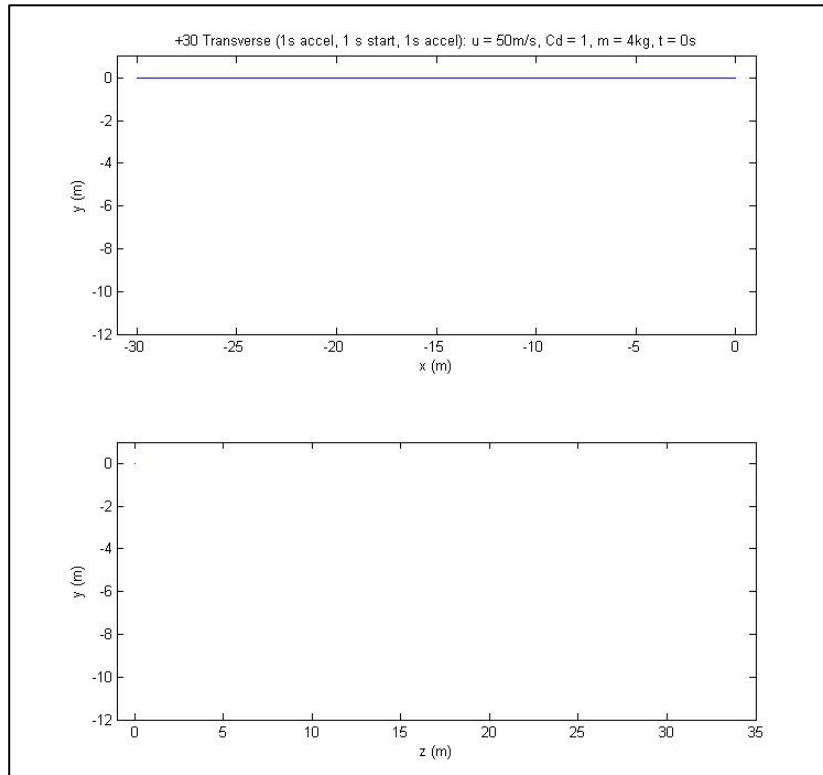 +30 Transverse (1s accel, 1 s start, 1s accel): u = 50m/s, Cd = 1, m = 4kg, t = 0s
0
-2
-4
-6
-8
-10
-12
y (m)
-30 -25 -20 -15 -10 -5 0
x (m)
0
-2
-4
-6
-8
-10
-12
y (m)
0 5 10 15 20 25 30 35
z (m)